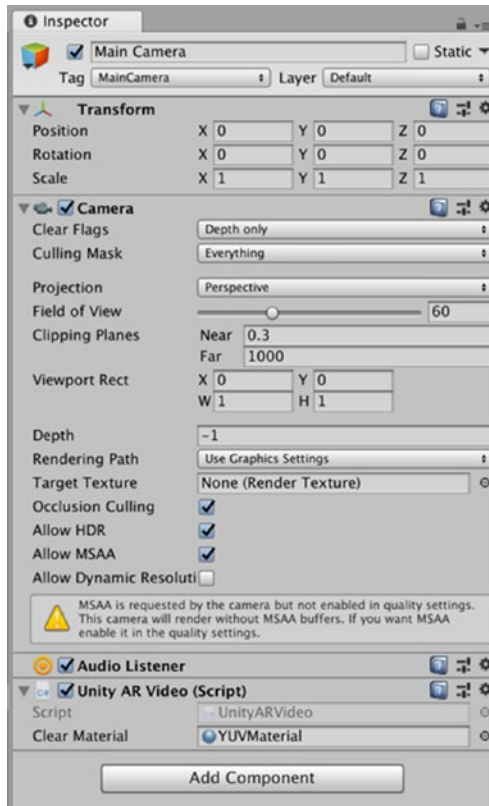 Inspector
Main Camera Static
Tag MainCamera Layer Default
Transform
Position X 0 Y 0 Z 0
Rotation X 0 Y 0 Z 0
Scale X 1 Y 1 Z 1
Camera
Clear Flags Depth only
Culling Mask Everything
Projection Perspective
Field of View 60
Clipping Planes Near 0.3
Far 1000
Viewport Rect X 0 Y 0
W 1 H 1
Depth -1
Rendering Path Use Graphics Settings
Target Texture None (Render Texture)
Occlusion Culling
Allow HDR
Allow MSAA
Allow Dynamic Resoluti
MSAA is requested by the camera but not enabled in quality settings.
This camera will render without MSAA buffers. If you want MSAA
enable it in the quality settings.
Audio Listener
C# Unity AR Video (Script)
Script UnityARVideo
Clear Material YUVMaterial
Add Component